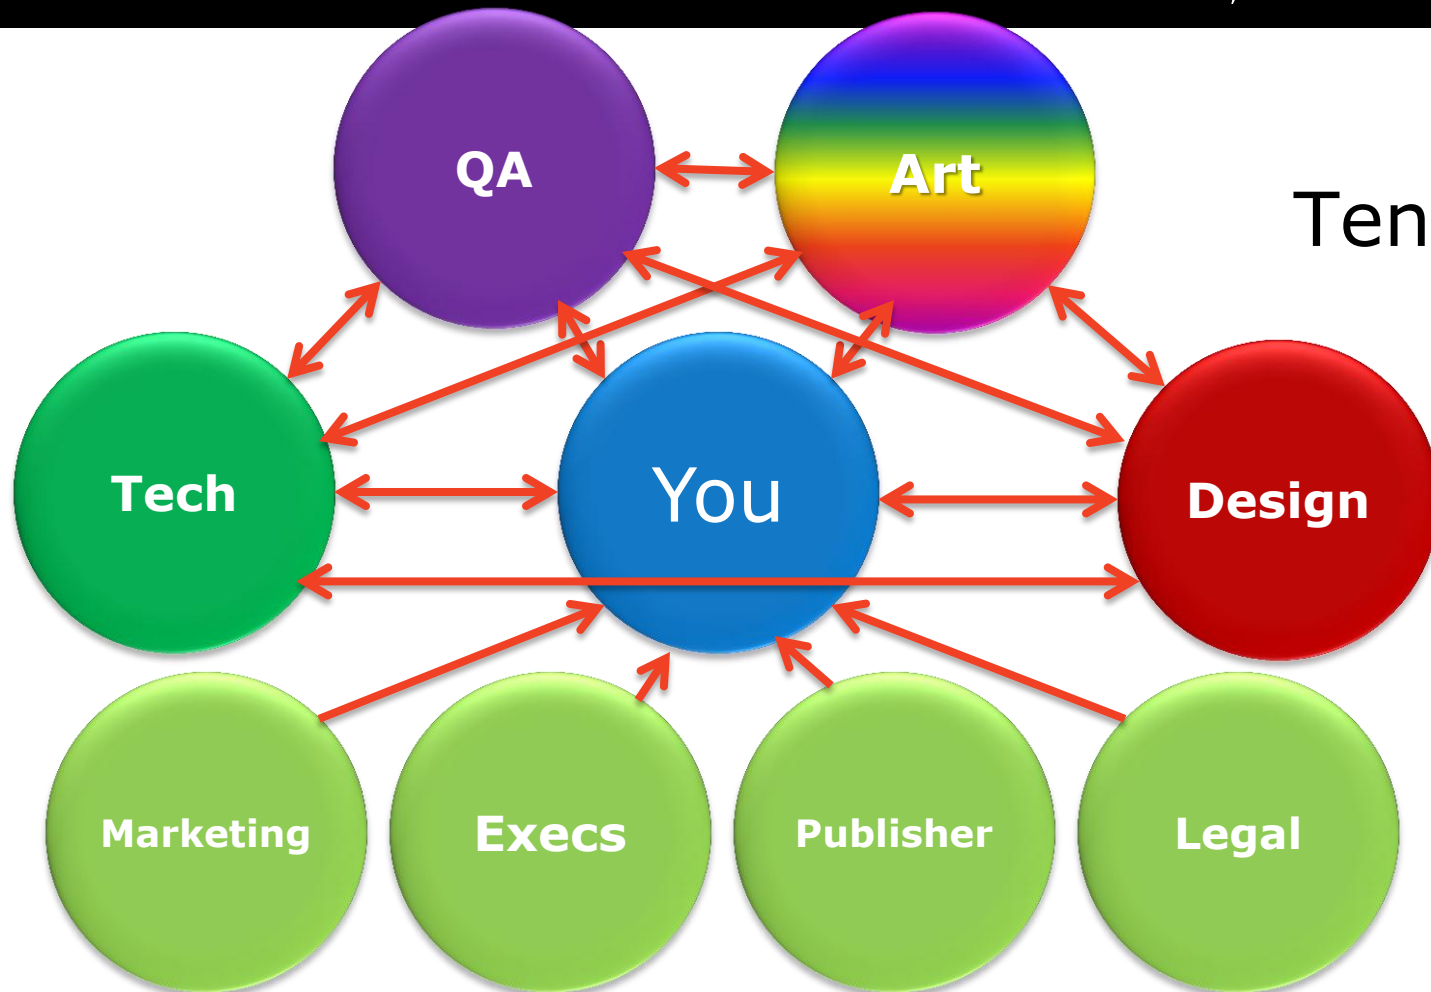 QA
Art
Ten
Tech
You
Design
Marketing
Execs
Publisher
Legal